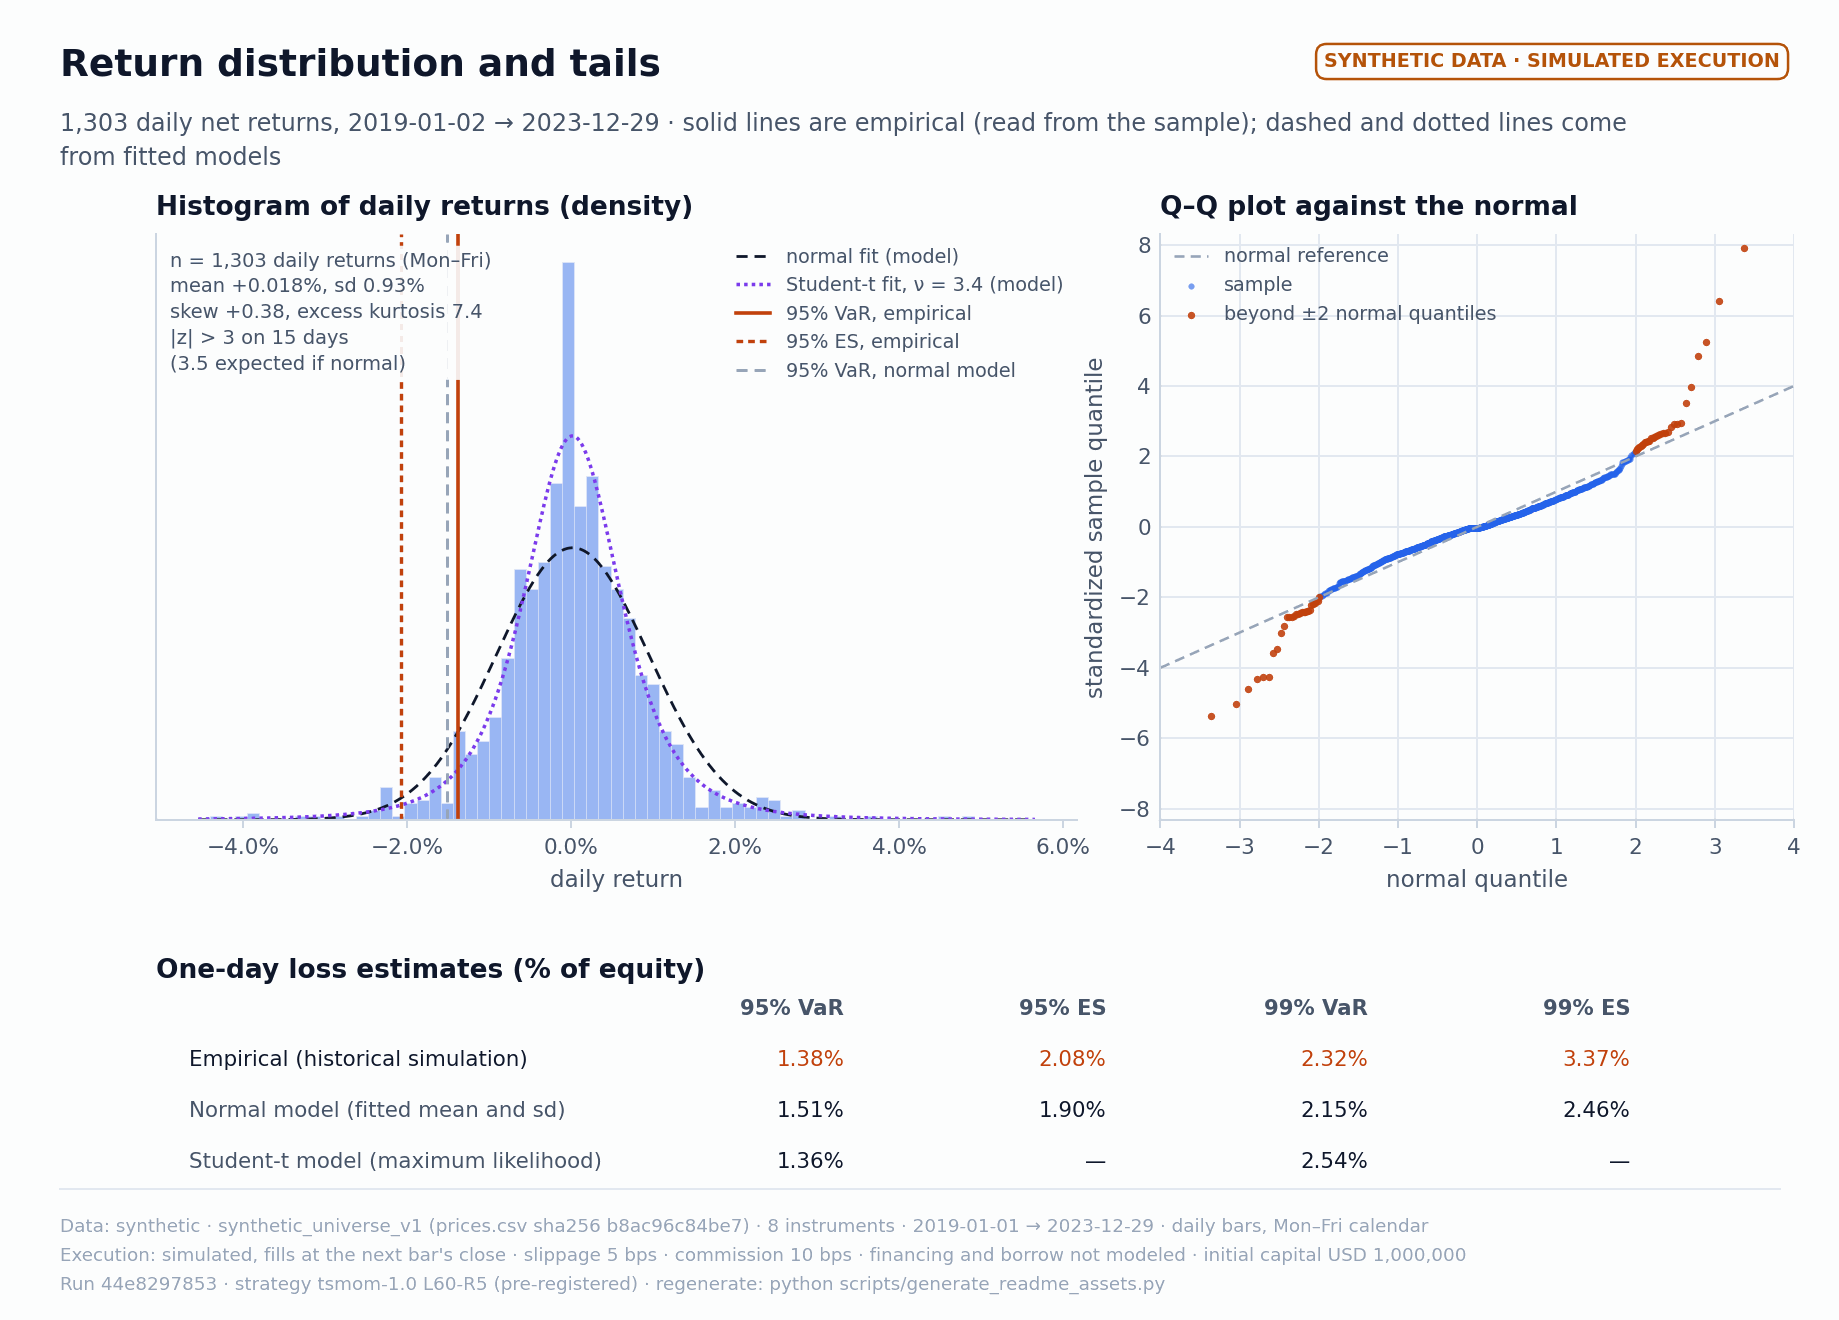 Return distribution and tails
SYNTHETIC DATA · SIMULATED EXECUTION
1,303 daily net returns, 2019-01-02 → 2023-12-29 · solid lines are empirical (read from the sample); dashed and dotted lines come
from fitted models
Histogram of daily returns (density)
n = 1,303 daily returns (Mon–Fri)
mean +0.018%, sd 0.93%
skew +0.38, excess kurtosis 7.4
|z| > 3 on 15 days
(3.5 expected if normal)
normal fit (model)
Student-t fit, ν = 3.4 (model)
95% VaR, empirical
95% ES, empirical
95% VaR, normal model
−4.0% −2.0% 0.0% 2.0% 4.0% 6.0%
daily return
Q–Q plot against the normal
normal reference
sample
beyond ±2 normal quantiles
standardized sample quantile
8
6
4
2
0
−2
−4
−6
−8
−4 −3 −2 −1 0 1 2 3 4
normal quantile
One-day loss estimates (% of equity)
95% VaR 95% ES 99% VaR 99% ES
Empirical (historical simulation) 1.38% 2.08% 2.32% 3.37%
Normal model (fitted mean and sd) 1.51% 1.90% 2.15% 2.46%
Student-t model (maximum likelihood) 1.36% — 2.54% —
Data: synthetic · synthetic_universe_v1 (prices.csv sha256 b8ac96c84be7) · 8 instruments · 2019-01-01 → 2023-12-29 · daily bars, Mon–Fri calendar
Execution: simulated, fills at the next bar's close · slippage 5 bps · commission 10 bps · financing and borrow not modeled · initial capital USD 1,000,000
Run 44e8297853 · strategy tsmom-1.0 L60-R5 (pre-registered) · regenerate: python scripts/generate_readme_assets.py